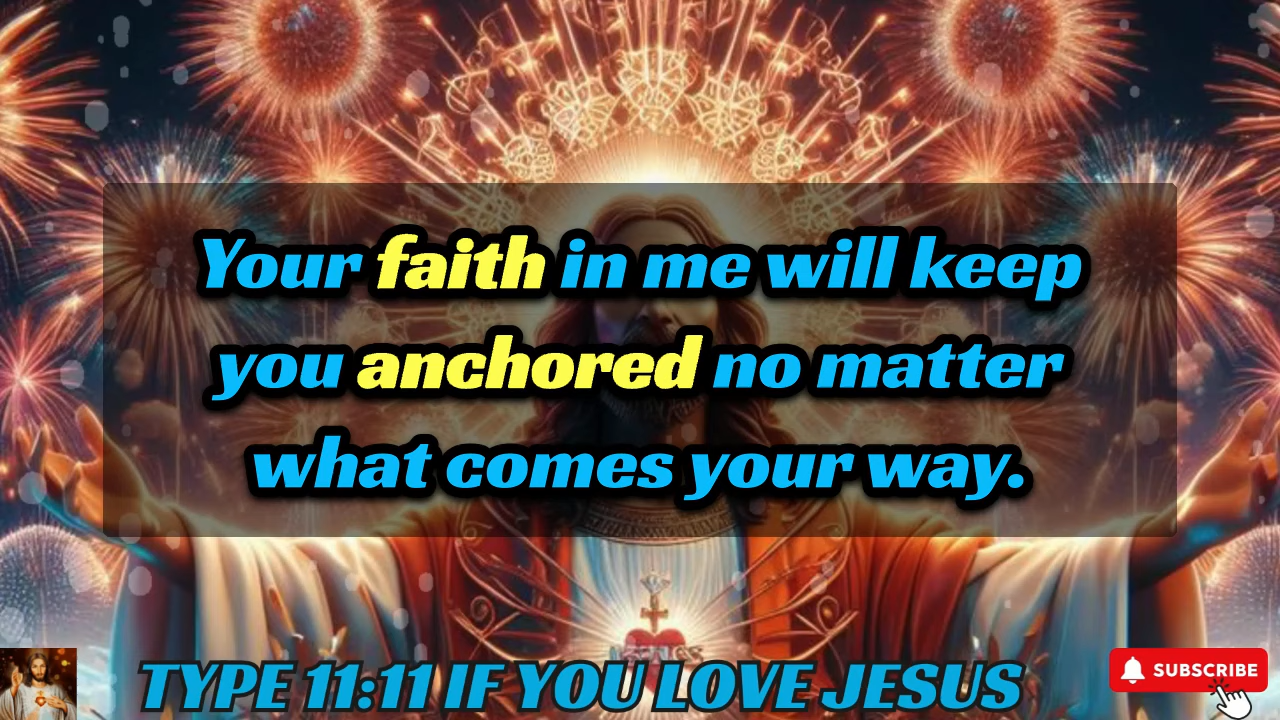 Your faith in me will keep
you anchored no matter
what comes your way.
TYPE 11:11 IF YOU LOVE JESUS
SUBSCRIBE